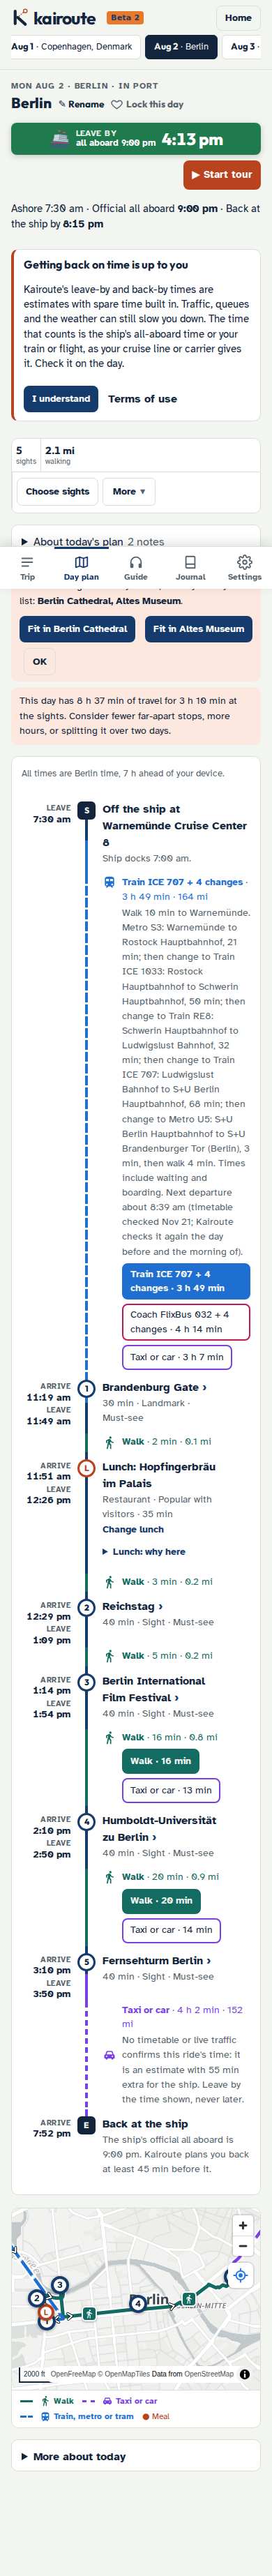 kairoute Beta 2 Home
Aug 1 · Copenhagen, Denmark Aug 2 · Berlin Aug 3 ·
MON AUG 2 · BERLIN · IN PORT
Berlin ✎ Rename Lock this day
LEAVE BY
all aboard 9:00 pm 4:13 pm
▶ Start tour
Ashore 7:30 am · Official all aboard 9:00 pm · Back at
the ship by 8:15 pm
Getting back on time is up to you
Kairoute's leave-by and back-by times are
estimates with spare time built in. Traffic, queues
and the weather can still slow you down. The time
that counts is the ship's all-aboard time or your
train or flight, as your cruise line or carrier gives
it. Check it on the day.
I understand Terms of use
5 2.1 mi
sights walking
Choose sights More ▾
▶ About today's plan 2 notes
Trip Day plan Guide Journal Settings
list: Berlin Cathedral, Altes Museum.
Fit in Berlin Cathedral Fit in Altes Museum
OK
This day has 8 h 37 min of travel for 3 h 10 min at
the sights. Consider fewer far-apart stops, more
hours, or splitting it over two days.
All times are Berlin time, 7 h ahead of your device.
LEAVE
7:30 am
S
Off the ship at
Warnemünde Cruise Center
8
Ship docks 7:00 am.
Train ICE 707 + 4 changes ·
3 h 49 min · 164 mi
Walk 10 min to Warnemünde.
Metro S3: Warnemünde to
Rostock Hauptbahnhof, 21
min; then change to Train
ICE 1033: Rostock
Hauptbahnhof to Schwerin
Hauptbahnhof, 50 min; then
change to Train RE8:
Schwerin Hauptbahnhof to
Ludwigslust Bahnhof, 32
min; then change to Train
ICE 707: Ludwigslust
Bahnhof to S+U Berlin
Hauptbahnhof, 68 min; then
change to Metro U5: S+U
Berlin Hauptbahnhof to S+U
Brandenburger Tor (Berlin), 3
min, then walk 4 min. Times
include waiting and
boarding. Next departure
about 8:39 am (timetable
checked Nov 21; Kairoute
checks it again the day
before the morning of).
Train ICE 707 + 4
changes · 3 h 49 min
Coach FlixBus 032 + 4
changes · 4 h 14 min
Taxi or car · 3 h 7 min
ARRIVE
11:19 am
LEAVE
11:49 am
1
Brandenburg Gate ›
30 min · Landmark ·
Must-see
Walk · 2 min · 0.1 mi
ARRIVE
11:51 am
LEAVE
12:26 pm
L
Lunch: Hopfingerbräu
im Palais
Restaurant · Popular with
visitors · 35 min
Change lunch
▶ Lunch: why here
Walk · 3 min · 0.2 mi
ARRIVE
12:29 pm
LEAVE
1:09 pm
2
Reichstag ›
40 min · Sight · Must-see
Walk · 5 min · 0.2 mi
ARRIVE
1:14 pm
LEAVE
1:54 pm
3
Berlin International
Film Festival ›
40 min · Sight · Must-see
Walk · 16 min · 0.8 mi
Walk · 16 min
Taxi or car · 13 min
ARRIVE
2:10 pm
LEAVE
2:50 pm
4
Humboldt-Universität
zu Berlin ›
40 min · Sight · Must-see
Walk · 20 min · 0.9 mi
Walk · 20 min
Taxi or car · 14 min
ARRIVE
3:10 pm
LEAVE
3:50 pm
5
Fernsehturm Berlin ›
40 min · Sight · Must-see
Taxi or car · 4 h 2 min · 152
mi
No timetable or live traffic
confirms this ride's time: it
is an estimate with 55 min
extra for the ship. Leave by
the time shown, never later.
ARRIVE
7:52 pm
E
Back at the ship
The ship's official all aboard is
9:00 pm. Kairoute plans you back
at least 45 min before it.
+
−
3
2
L
4
Berlin
2000 ft OpenFreeMap © OpenMapTiles Data from OpenStreetMap
Walk Taxi or car
Train, metro or tram Meal
▶ More about today